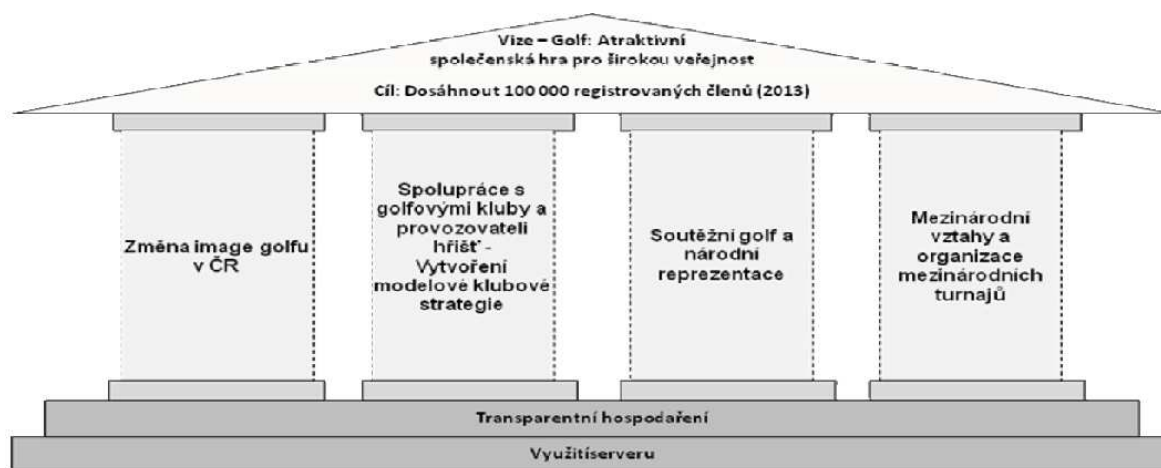 Vize – Golf: Atraktivní
společenská hra pro širokou veřejnost
Cíl: Dosáhnout 100 000 registrovaných členů (2013)
Změna image golfu
v ČR
Spolupráce s
golfovými kluby a
provozovateli
hřišť -
Vytvoření
modelové klubové
strategie
Soutěžní golf a
národní
reprezentace
Mezinárodní
vztahy a
organizace
mezinárodních
turnajů
Transparentní hospodaření
Využitíserveru